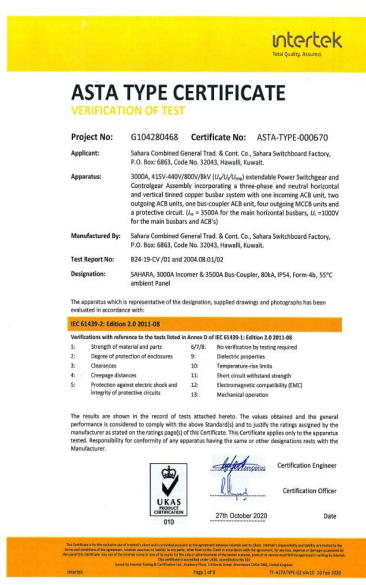 intertek
Total Quality. Assured.
ASTA TYPE CERTIFICATE
VERIFICATION OF TEST
Project No: G104280468 Certificate No: ASTA-TYPE-000670
Applicant: Sahara Combined General Trad. & Cont. Co., Sahara Switchboard Factory,
P.O. Box: 6863, Code No. 32043, Hawalli, Kuwait.
Apparatus: 3000A, 415V-440V/800V/8kV (Ue/Ui/Uimp) extendable Power Switchgear and
Controlgear Assembly incorporating a three-phase and neutral horizontal
and vertical tinned copper busbar system with one incoming ACB unit, two
outgoing ACB units, one bus-coupler ACB unit, four outgoing MCCB units and
a protective circuit. ( = 3500A for the main horizontal busbars, Ui =1000V
for the main busbars and ACB's)
Manufactured By: Sahara Combined General Trad. & Cont. Co., Sahara Switchboard Factory,
P.O. Box: 6863, Code No. 32043, Hawalli, Kuwait.
Test Report No: B24-19-CV /01 and 2004.08.01/02
Designation: SAHARA, 3000A Incomer & 3500A Bus-Coupler, 80kA, IP54, Form-4b, 55°C
ambient Panel
The apparatus which is representative of the designation, supplied drawings and photographs has been
evaluated in accordance with:
IEC 61439-2: Edition 2.0 2011-08
Verifications with reference to the tests listed in Annex D of IEC 61439-1: Edition 2.0 2011-08
1: Strength of material and parts 6/7/8: No verification by testing required
2: Degree of protection of enclosures 9: Dielectric properties
3: Clearances 10: Temperature-rise limits
4: Creepage distances 11: Short circuit withstand strength
5: Protection against electric shock and 12: Electromagnetic compatibility (EMC)
integrity of protective circuits 13: Mechanical operation
The results are shown in the record of tests attached hereto. The values obtained and the general
performance is considered to comply with the above Standard(s) and to justify the ratings assigned by the
manufacturer as stated on the ratings page(s) of this Certificate. This Certificate applies only to the apparatus
tested. Responsibility for conformity of any apparatus having the same or other designations rests with the
Manufacturer.
Certification Engineer
UKAS
PRODUCT
CERTIFICATION
010
Certification Officer
27th October 2020 Date
Intertek Page 1 of 9